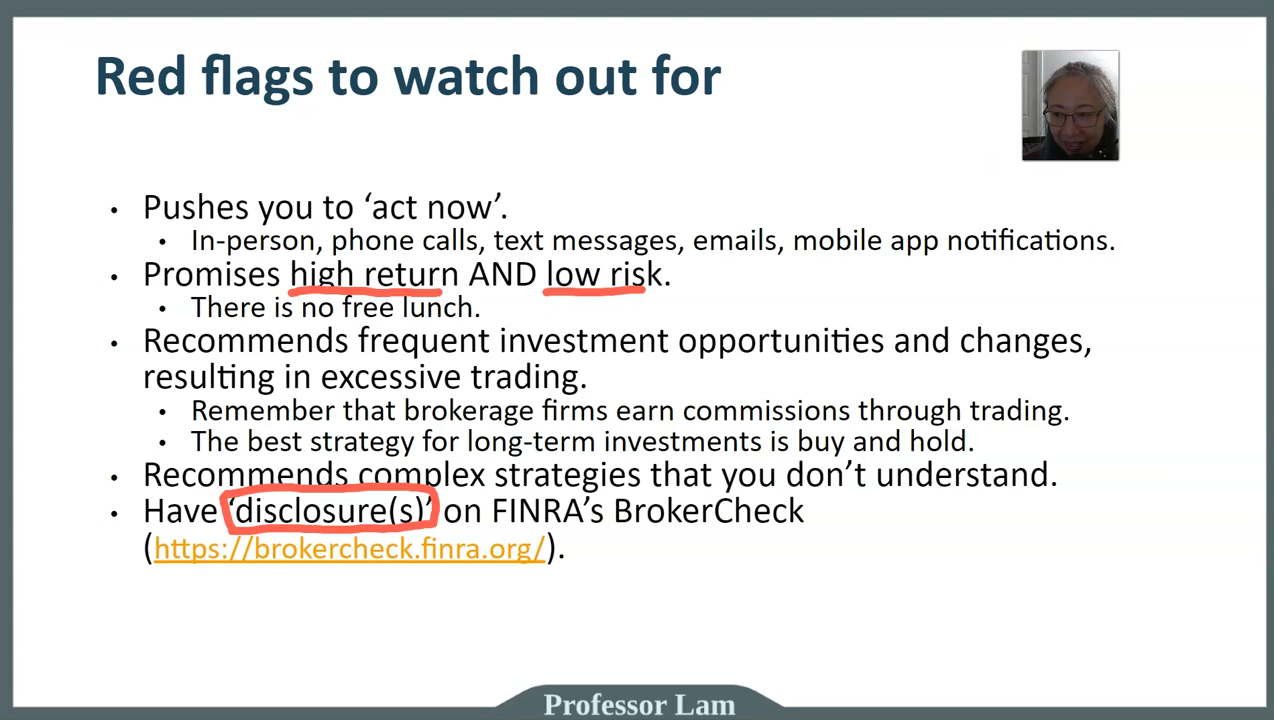 Red flags to watch out for
• Pushes you to ‘act now’.
• In-person, phone calls, text messages, emails, mobile app notifications.
• Promises high return AND low risk.
• There is no free lunch.
• Recommends frequent investment opportunities and changes,
resulting in excessive trading.
• Remember that brokerage firms earn commissions through trading.
• The best strategy for long-term investments is buy and hold.
• Recommends complex strategies that you don’t understand.
• Have ‘disclosure(s)’ on FINRA’s BrokerCheck
(https://brokercheck.finra.org/).
Professor Lam